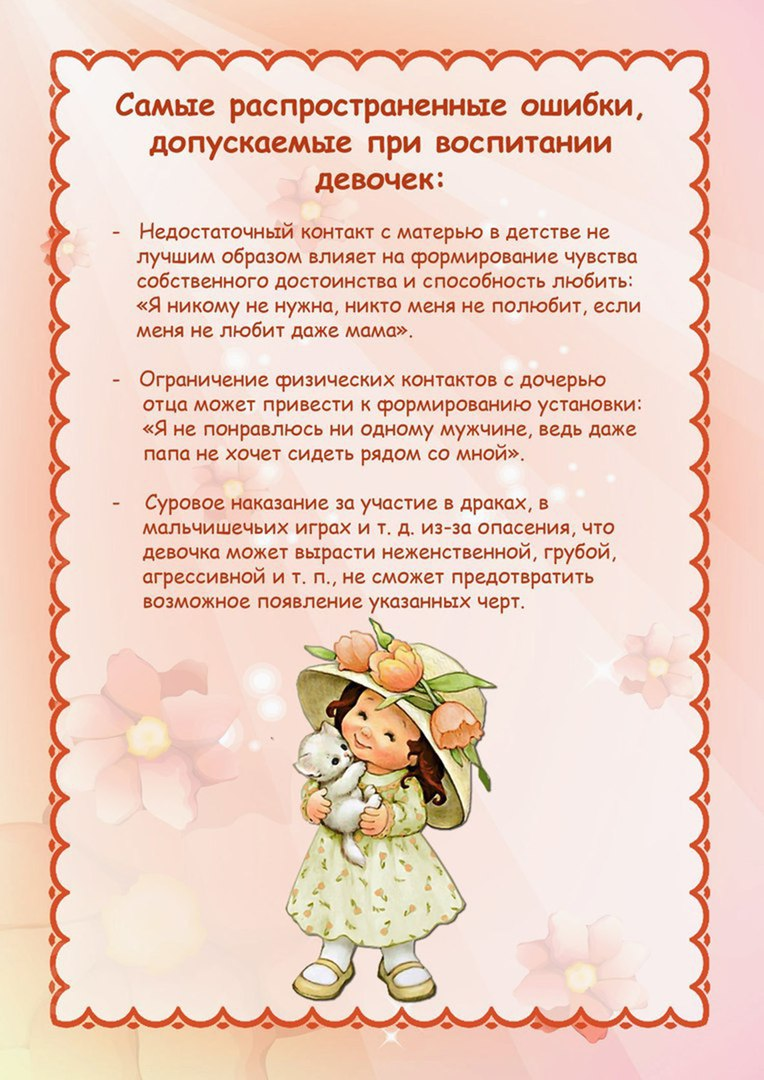 Самые распространенные ошибки,
допускаемые при воспитании
девочек:
- Недостаточный контакт с матерью в детстве не
лучшим образом влияет на формирование чувства
собственного достоинства и способность любить:
«Я никому не нужна, никто меня не полюбит, если
меня не любит даже мама».
- Ограничение физических контактов с дочерью
отца может привести к формированию установки:
«Я не понравлюсь ни одному мужчине, ведь даже
папа не хочет сидеть рядом со мной».
- Суровое наказание за участие в драках, в
мальчишечьих играх и т. д. из-за опасения, что
девочка может вырасти неженственной, грубой,
агрессивной и т. п., не сможет предотвратить
возможное появление указанных черт.